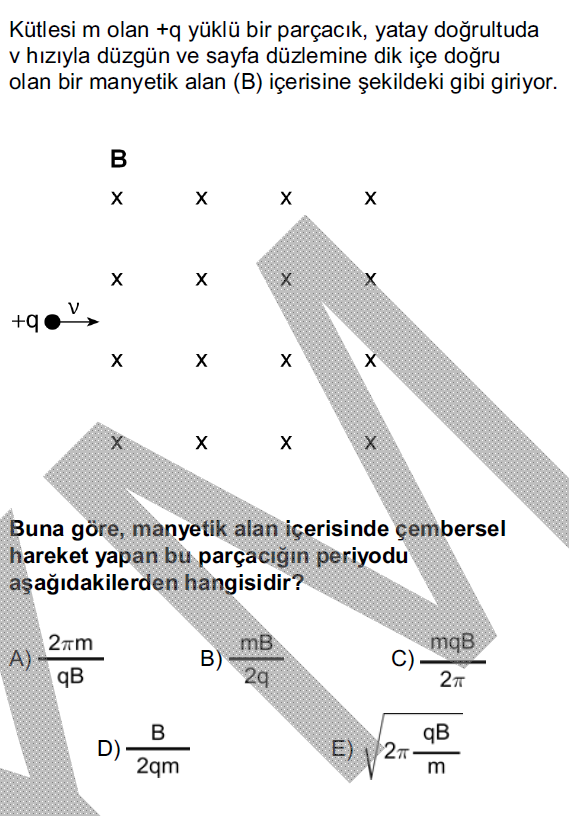 Kütlesi m olan +q yüklü bir parçacık, yatay doğrultuda
v hızıyla düzgün ve sayfa düzlemine dik içe doğru
olan bir manyetik alan (B) içerisine şekildeki gibi giriyor.
B
x x x x
x x x x
+q ν
x x x x
x x x x
Buna göre, manyetik alan içerisinde çembersel
hareket yapan bu parçacığın periyodu
aşağıdakilerden hangisidir?
A) 2πm / qB B) mB / 2q C) mqB / 2π
D) B / 2qm E) √(2π qB / m)